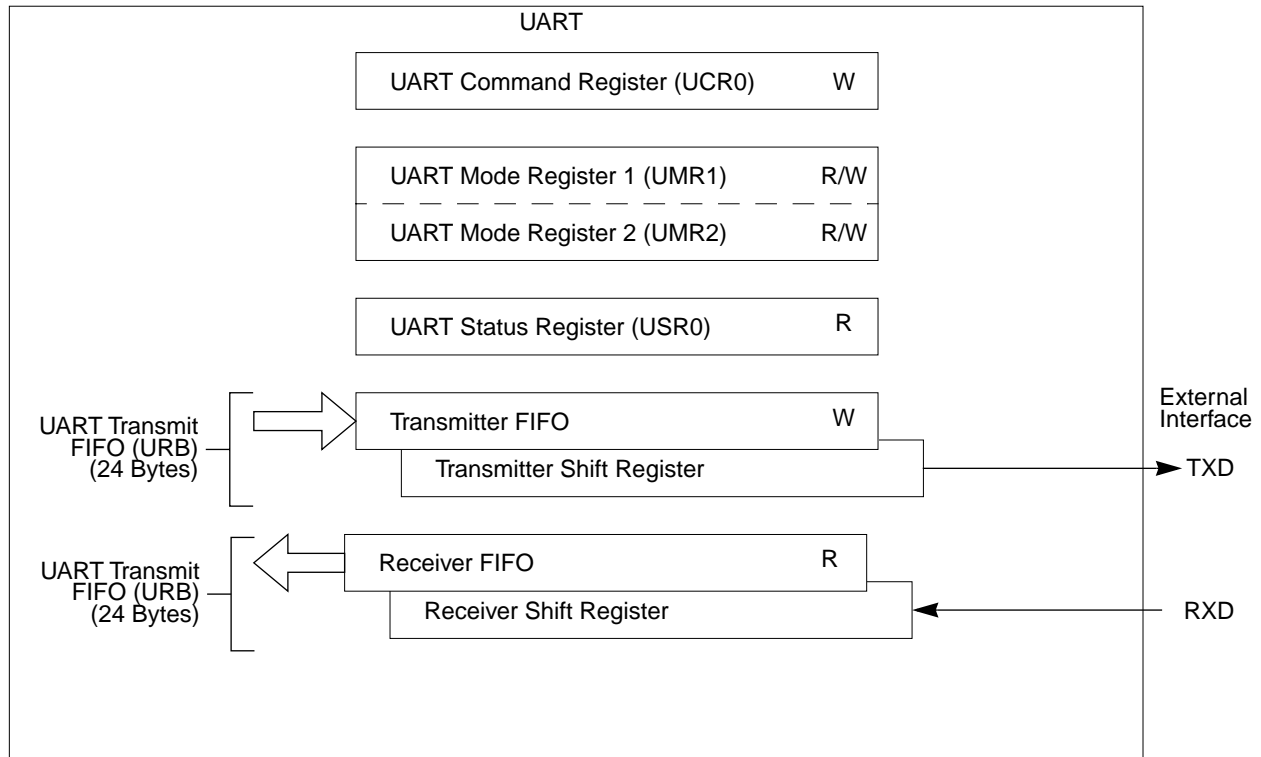 UART
UART Command Register (UCR0) W
UART Mode Register 1 (UMR1) R/W
UART Mode Register 2 (UMR2) R/W
UART Status Register (USR0) R
UART Transmit
FIFO (URB)
(24 Bytes)
Transmitter FIFO W
Transmitter Shift Register
External
Interface
TXD
UART Transmit
FIFO (URB)
(24 Bytes)
Receiver FIFO R
Receiver Shift Register
RXD